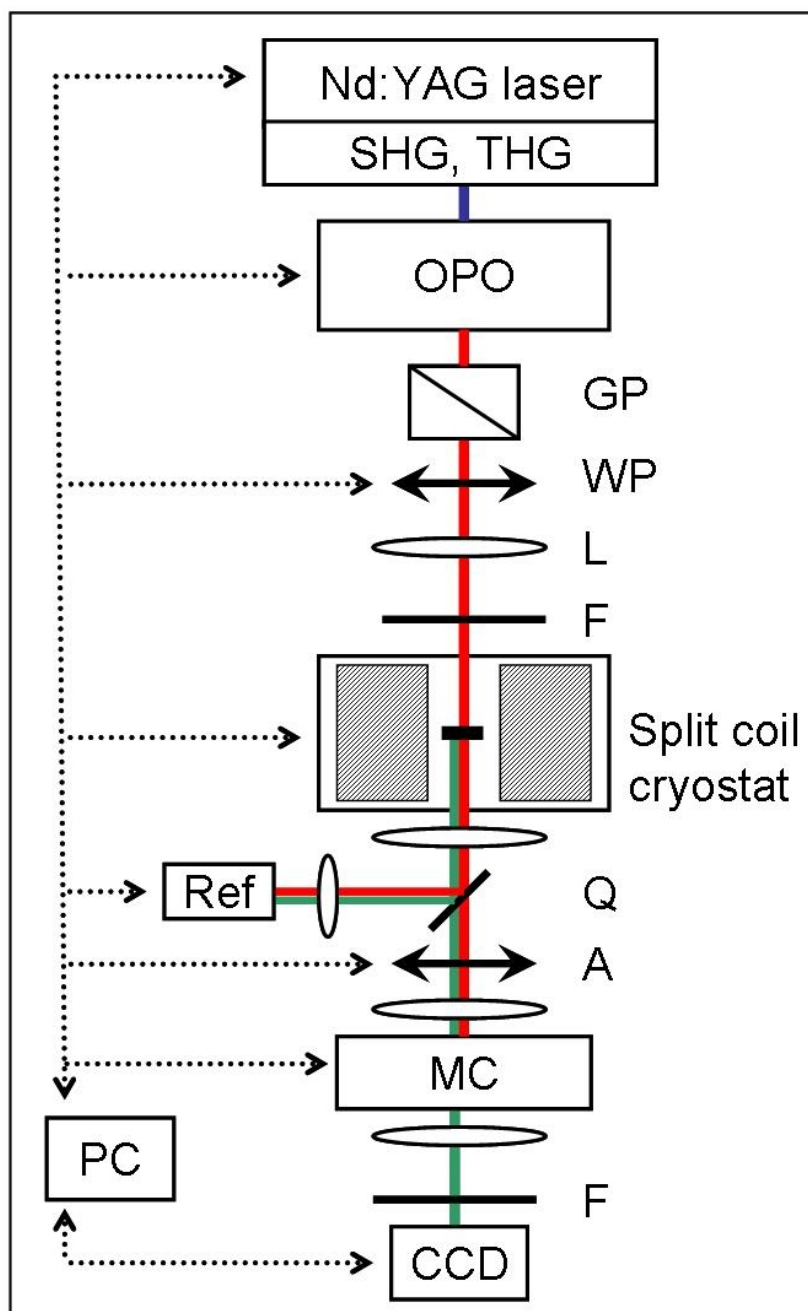 Nd:YAG laser
SHG, THG
OPO
GP
WP
L
F
Split coil
cryostat
Ref
Q
A
MC
PC
F
CCD